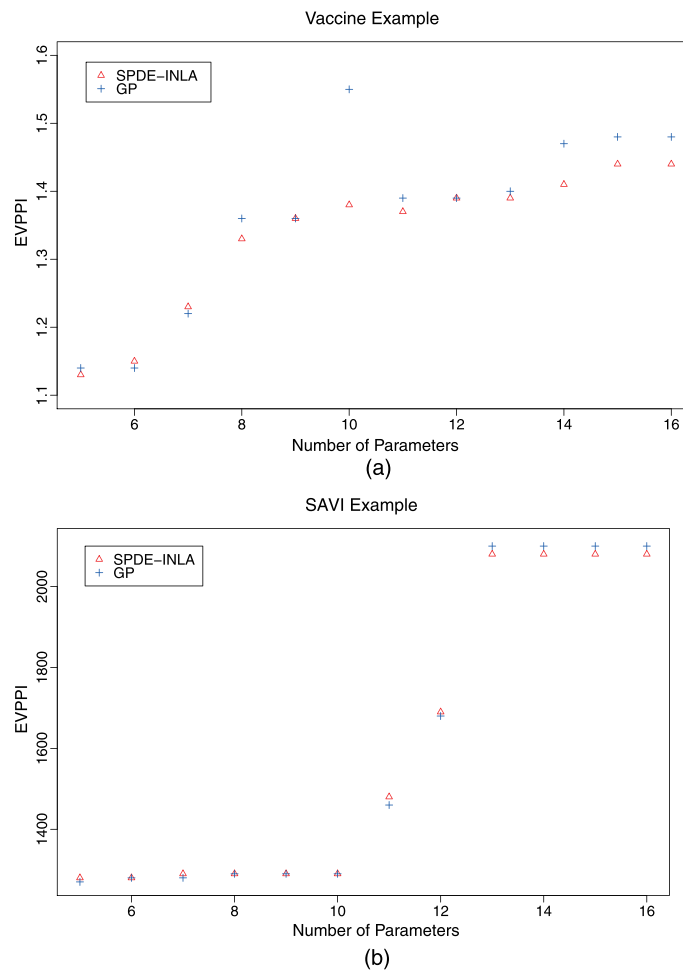 Vaccine Example
1.6
SPDE−INLA
GP
1.5
1.4
EVPPI
1.3
1.2
1.1
6 8 10 12 14 16
Number of Parameters
(a)
SAVI Example
SPDE−INLA
GP
2000
1800
EVPPI
1600
1400
6 8 10 12 14 16
Number of Parameters
(b)